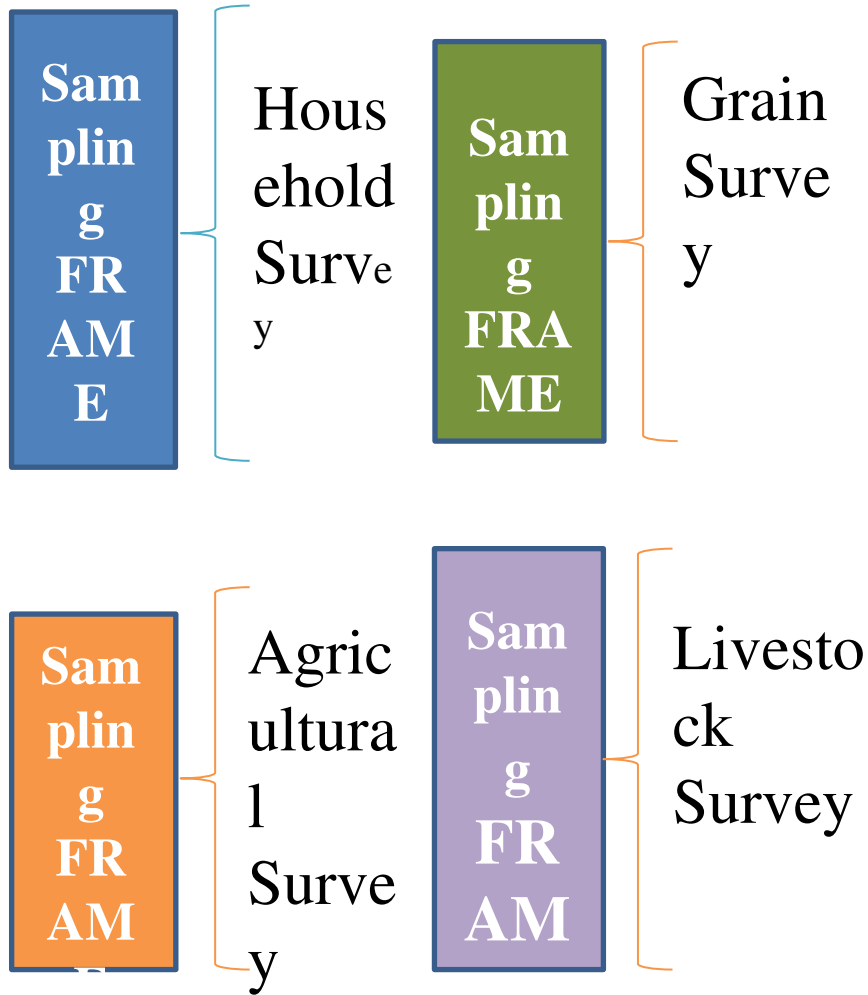 Sam
plin
g
FR
AM
E
Hous
ehold
Surve
y
Sam
plin
g
FRA
ME
Grain
Surve
y
Sam
plin
g
FR
AM
E
Agric
ultura
l
Surve
y
Sam
plin
g
FR
AM
Livesto
ck
Survey